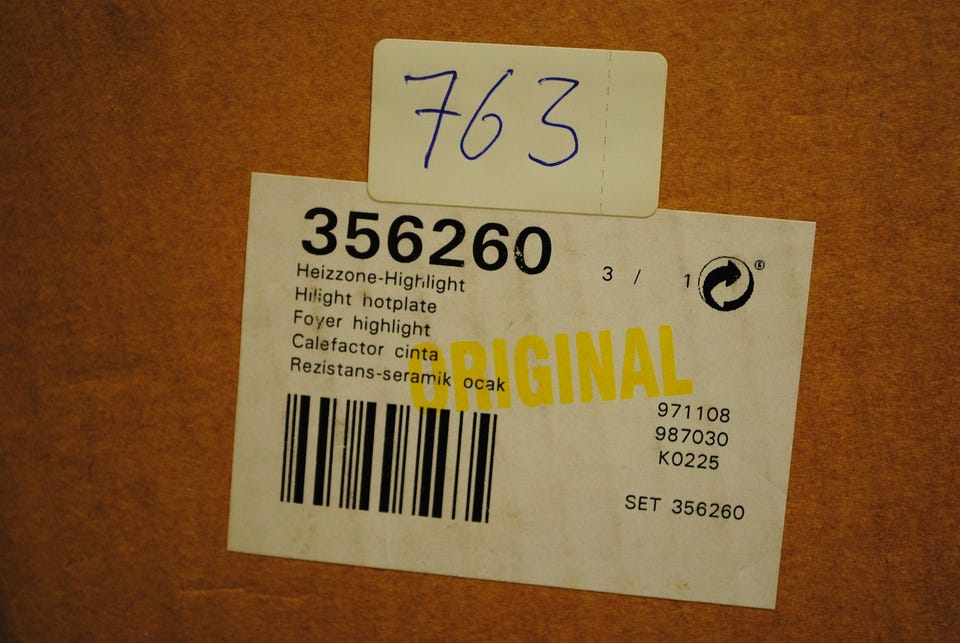 763
356260
3 / 1
Heizzone-Highlight
Hilight hotplate
Foyer highlight
Calefactor cinta
Rezistans-seramik ocak
ORIGINAL
971108
987030
K0225
SET 356260